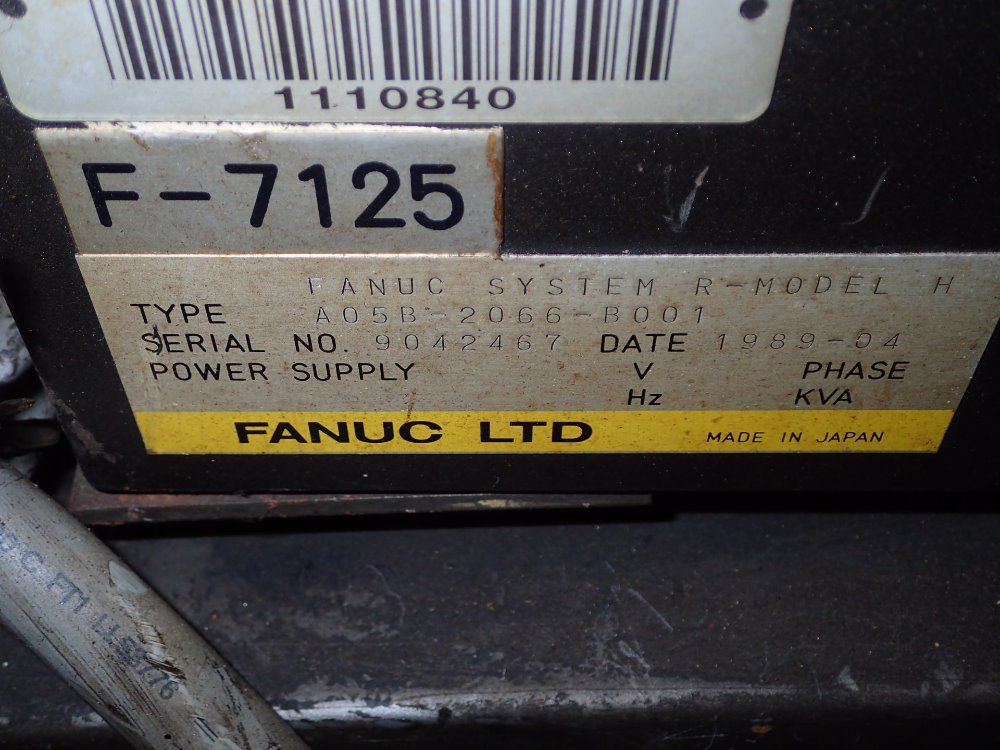 1110840
F-7125
FANUC SYSTEM R-MODEL H
TYPE A05B-2066-B001
SERIAL NO. 9042467 DATE 1989-04
POWER SUPPLY V PHASE
Hz KVA
FANUC LTD MADE IN JAPAN